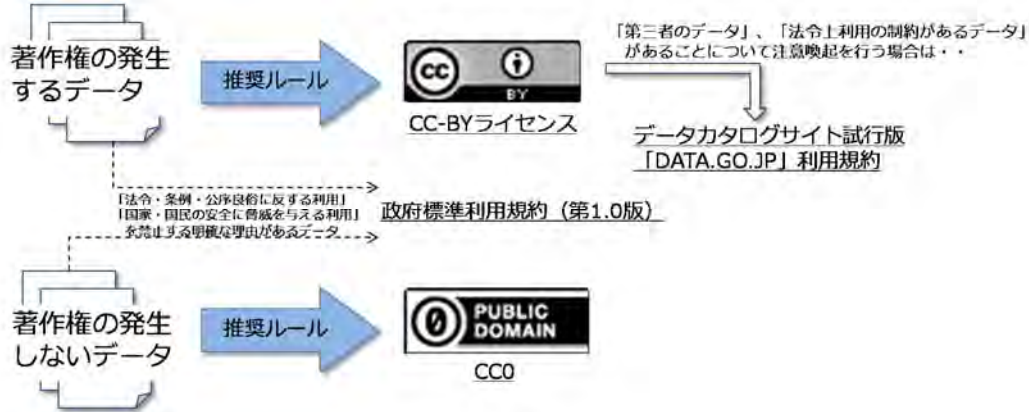 著作権の発生
するデータ
推奨ルール
cc
BY
CC-BYライセンス
「第三者のデータ」、「法令上利用の制約があるデータ」
があることについて注意喚起を行う場合は・・
データカタログサイト試行版
「DATA.GO.JP」利用規約
「法令・条例・公序良俗に反する利用」
「国家・国民の安全に脅威を与える利用」
を禁止する明確な理由があるデータ
政府標準利用規約（第1.0版）
著作権の発生
しないデータ
推奨ルール
0
PUBLIC
DOMAIN
CC0